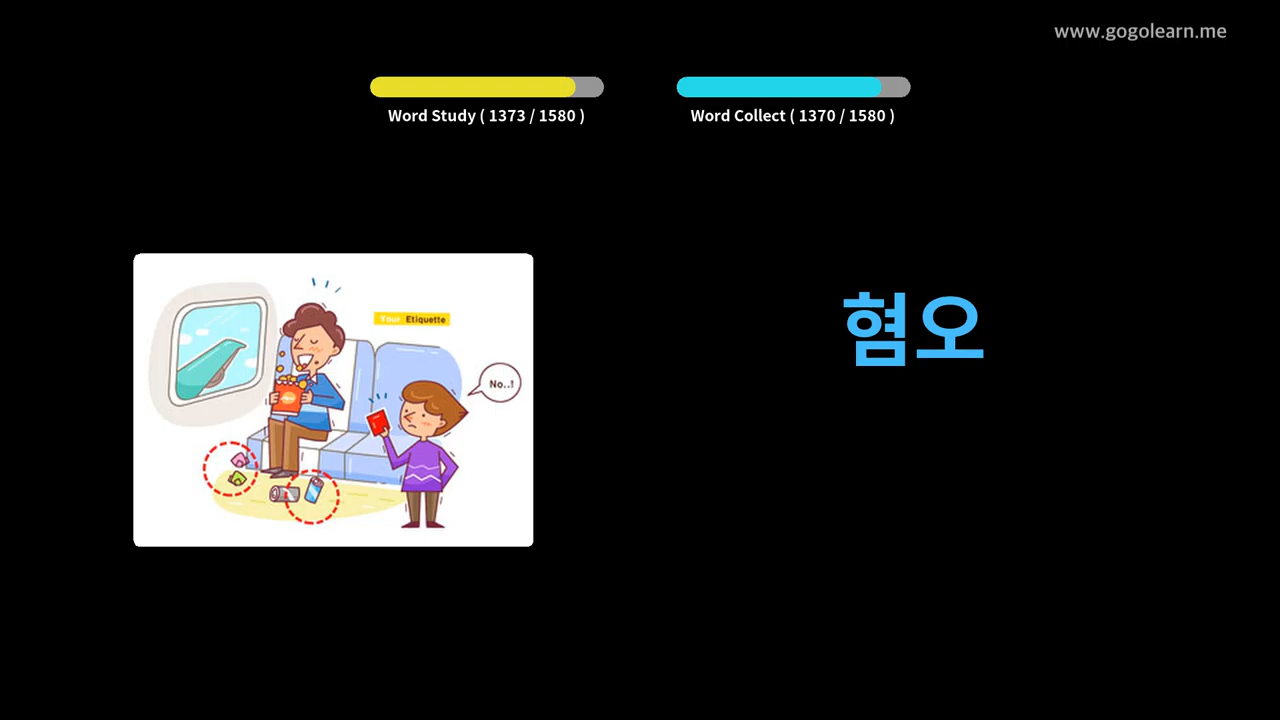 www.gogolearn.me
Word Study ( 1373 / 1580 )
Word Collect ( 1370 / 1580 )
Your Etiquette
No..!
혐오